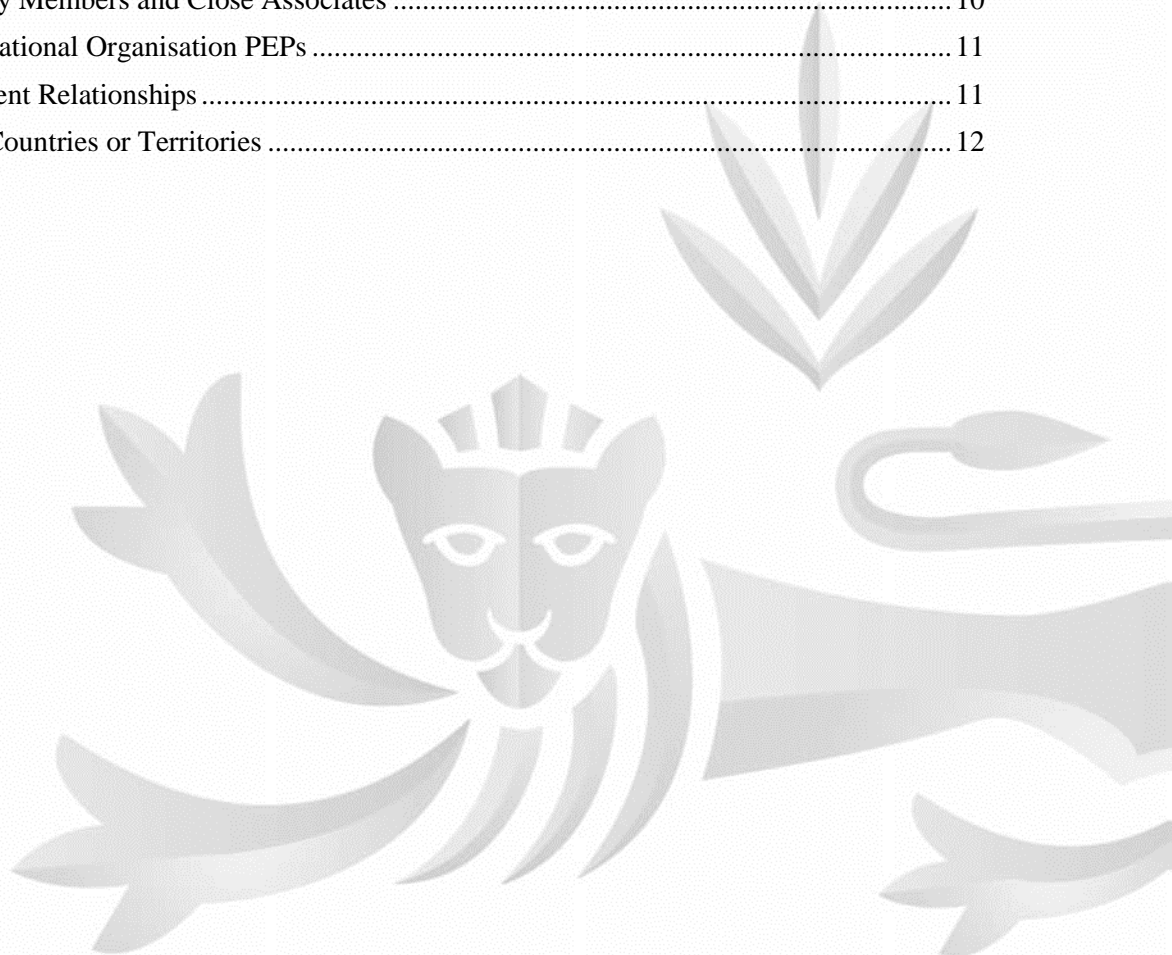 y Members and Close Associates ........................................................................... 10
ational Organisation PEPs ...................................................................................... 11
ent Relationships ..................................................................................................... 11
Countries or Territories ............................................................................................ 12